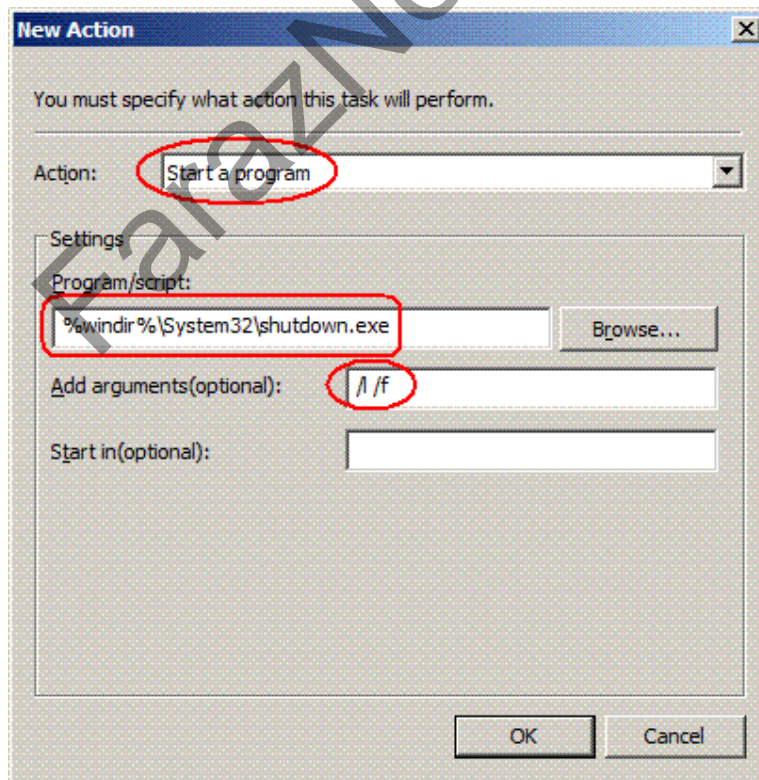 New Action
You must specify what action this task will perform.
Action: Start a program
Settings
Program/script:
%windir%\System32\shutdown.exe Browse...
Add arguments(optional): /l /f
Start in(optional):
OK Cancel